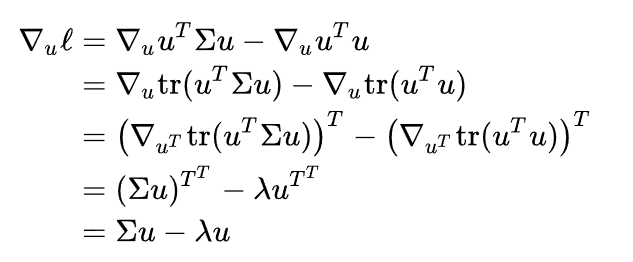 ∇_u ℓ = ∇_u u^T Σu − ∇_u u^T u
= ∇_u tr(u^T Σu) − ∇_u tr(u^T u)
= (∇_{u^T} tr(u^T Σu))^T − (∇_{u^T} tr(u^T u))^T
= (Σu)^{T^T} − λu^{T^T}
= Σu − λu